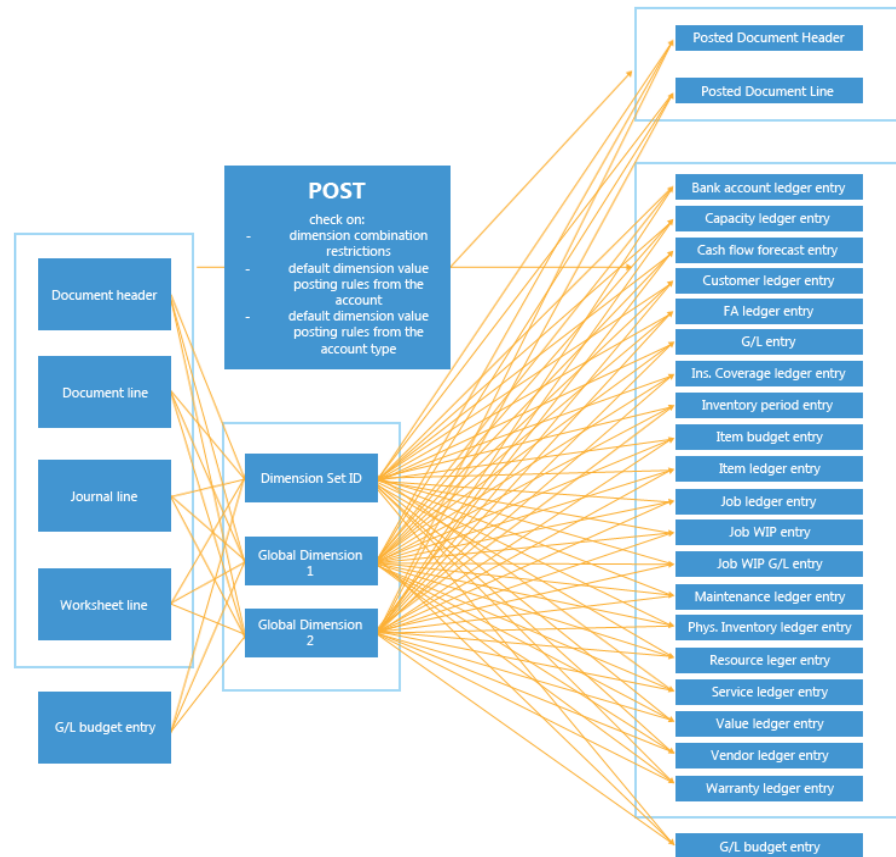 Posted Document Header
Posted Document Line
POST
check on:
- dimension combination
restrictions
- default dimension value
posting rules from the
account
- default dimension value
posting rules from the
account type
Document header
Document line
Journal line
Worksheet line
G/L budget entry
Dimension Set ID
Global Dimension
1
Global Dimension
2
Bank account ledger entry
Capacity ledger entry
Cash flow forecast entry
Customer ledger entry
FA ledger entry
G/L entry
Ins. Coverage ledger entry
Inventory period entry
Item budget entry
Item ledger entry
Job ledger entry
Job WIP entry
Job WIP G/L entry
Maintenance ledger entry
Phys. Inventory ledger entry
Resource leger entry
Service ledger entry
Value ledger entry
Vendor ledger entry
Warranty ledger entry
G/L budget entry